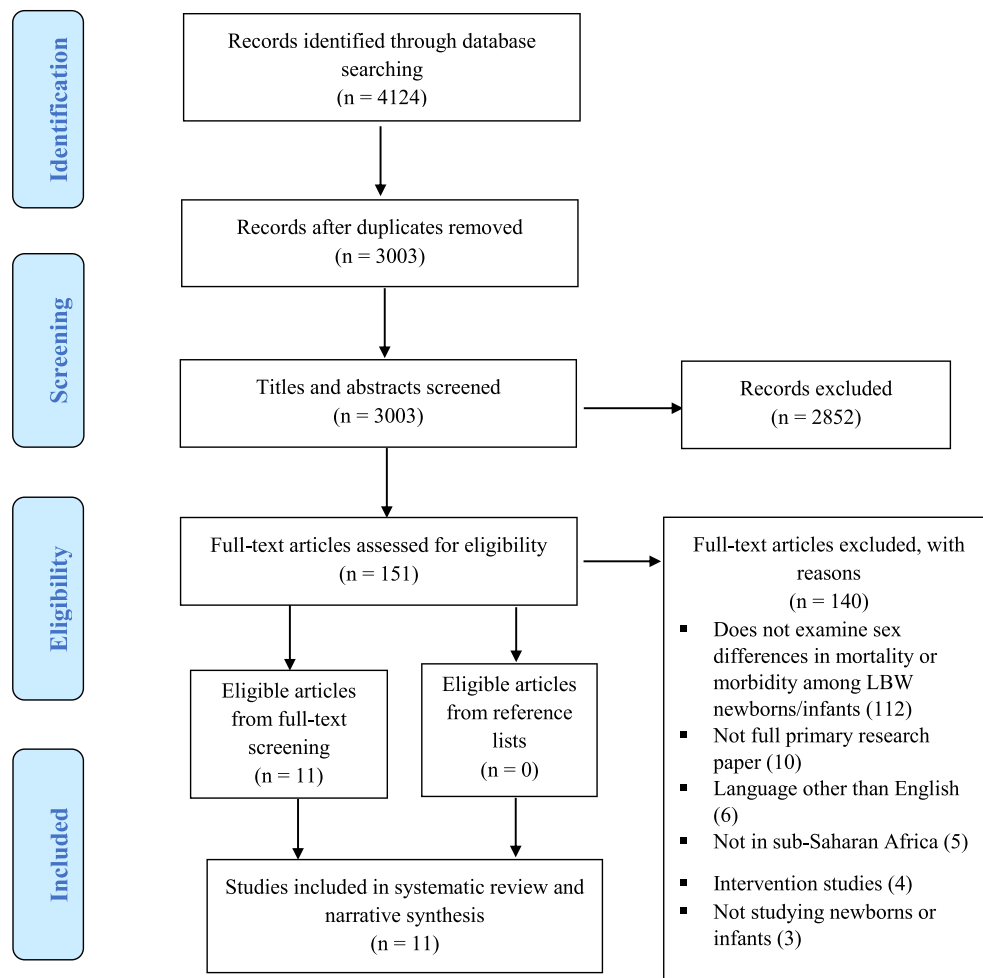 Identification
Records identified through database
searching
(n = 4124)
Records after duplicates removed
(n = 3003)
Screening
Titles and abstracts screened
(n = 3003)
Records excluded
(n = 2852)
Eligibility
Full-text articles assessed for eligibility
(n = 151)
Full-text articles excluded, with
reasons
(n = 140)
▪ Does not examine sex
differences in mortality or
morbidity among LBW
newborns/infants (112)
▪ Not full primary research
paper (10)
▪ Language other than English
(6)
▪ Not in sub-Saharan Africa (5)
▪ Intervention studies (4)
▪ Not studying newborns or
infants (3)
Eligible articles
from full-text
screening
(n = 11)
Eligible articles
from reference
lists
(n = 0)
Included
Studies included in systematic review and
narrative synthesis
(n = 11)